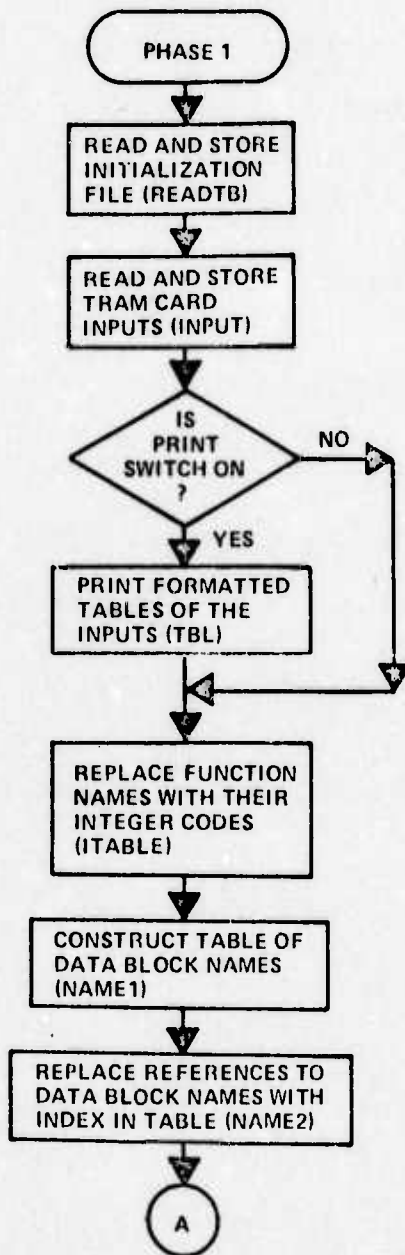 PHASE 1
READ AND STORE
INITIALIZATION
FILE (READTB)
READ AND STORE
TRAM CARD
INPUTS (INPUT)
IS
PRINT
SWITCH ON
?
NO
YES
PRINT FORMATTED
TABLES OF THE
INPUTS (TBL)
REPLACE FUNCTION
NAMES WITH THEIR
INTEGER CODES
(ITABLE)
CONSTRUCT TABLE OF
DATA BLOCK NAMES
(NAME1)
REPLACE REFERENCES TO
DATA BLOCK NAMES WITH
INDEX IN TABLE (NAME2)
A